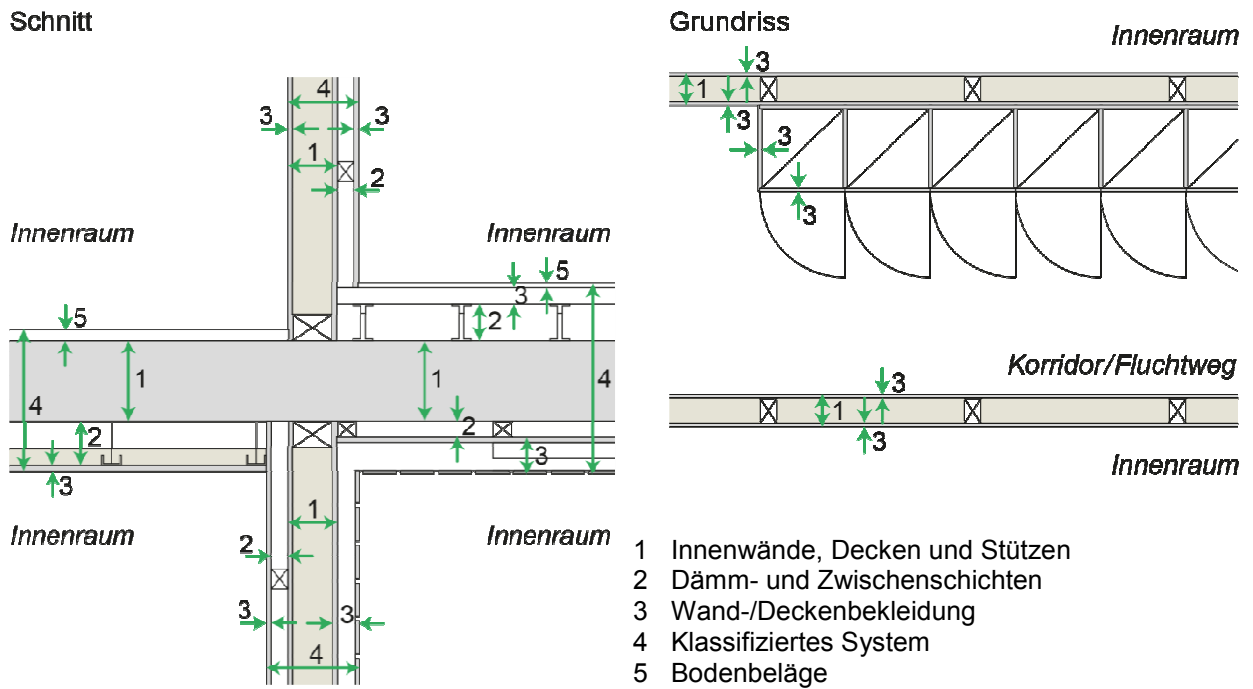 Schnitt
4
3
3
1
2
Innenraum
Innenraum
5
3
5
2
1
1
4
4
2
2
3
3
1
Innenraum
Innenraum
2
3
3
4
Grundriss
Innenraum
3
1
3
3
3
Korridor/Fluchtweg
3
1
3
Innenraum
1 Innenwände, Decken und Stützen
2 Dämm- und Zwischenschichten
3 Wand-/Deckenbekleidung
4 Klassifiziertes System
5 Bodenbeläge